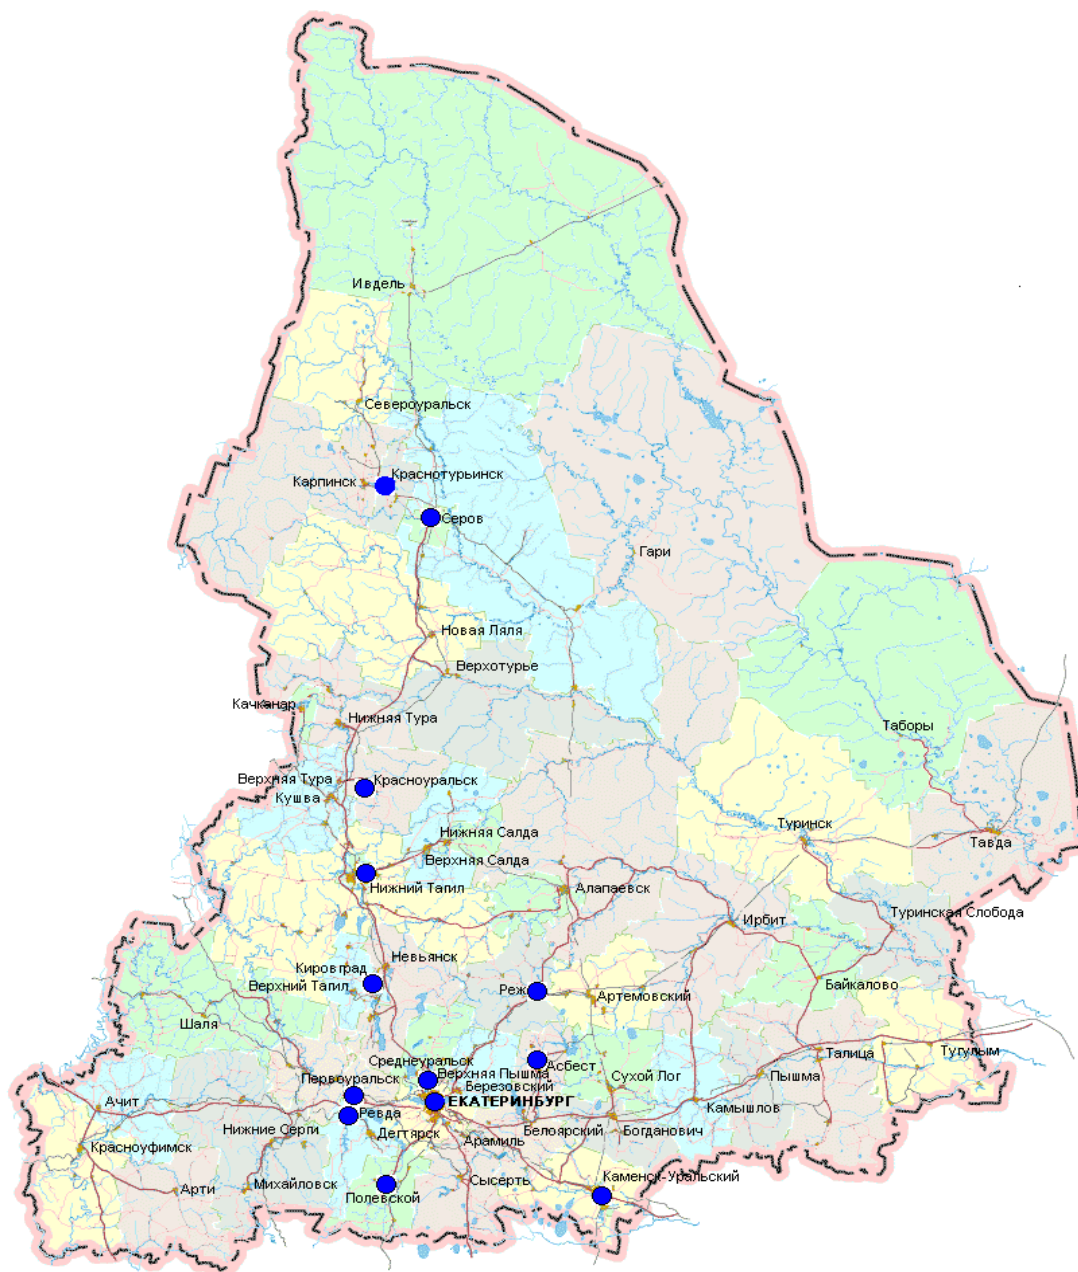 Ивдель
Североуральск
Краснотурьинск
Карпинск
Серов
Гари
Новая Ляля
Верхотурье
Качканар
Нижняя Тура
Таборы
Верхняя Тура
Красноуральск
Кушва
Туринск
Нижняя Салда
Тавда
Верхняя Салда
Нижний Тагил
Алапаевск
Туринская Слобода
Ирбит
Невьянск
Кировград
Верхний Тагил
Реж
Артемовский
Байкалово
Шаля
Среднеуральск
Асбест
Талица
Тугулым
Верхняя Пышма
Первоуральск
Сухой Лог
Пышма
Березовский
Ачит
ЕКАТЕРИНБУРГ
Камышлов
Ревда
Нижние Серги
Дегтярск
Белоярский
Богданович
Арамиль
Красноуфимск
Сысерть
Каменск-Уральский
Михайловск
Арти
Полевской